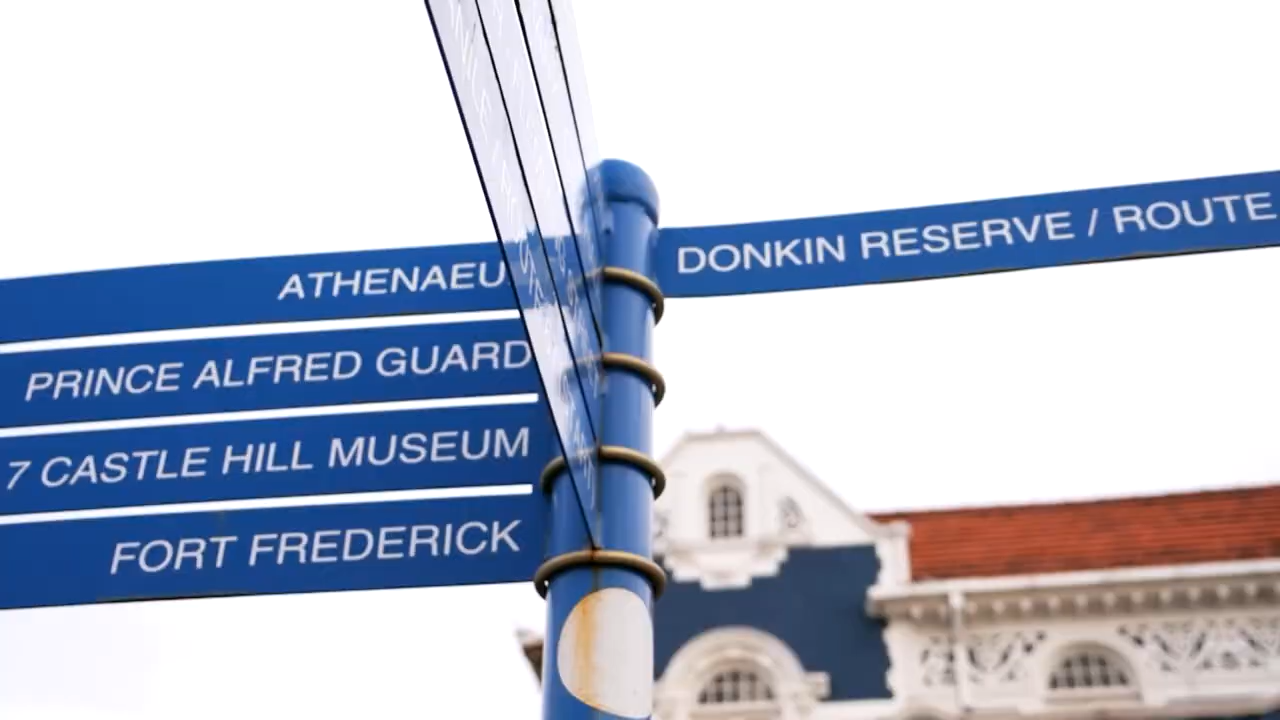 ATHENAEU
PRINCE ALFRED GUARD
7 CASTLE HILL MUSEUM
FORT FREDERICK
DONKIN RESERVE / ROUTE